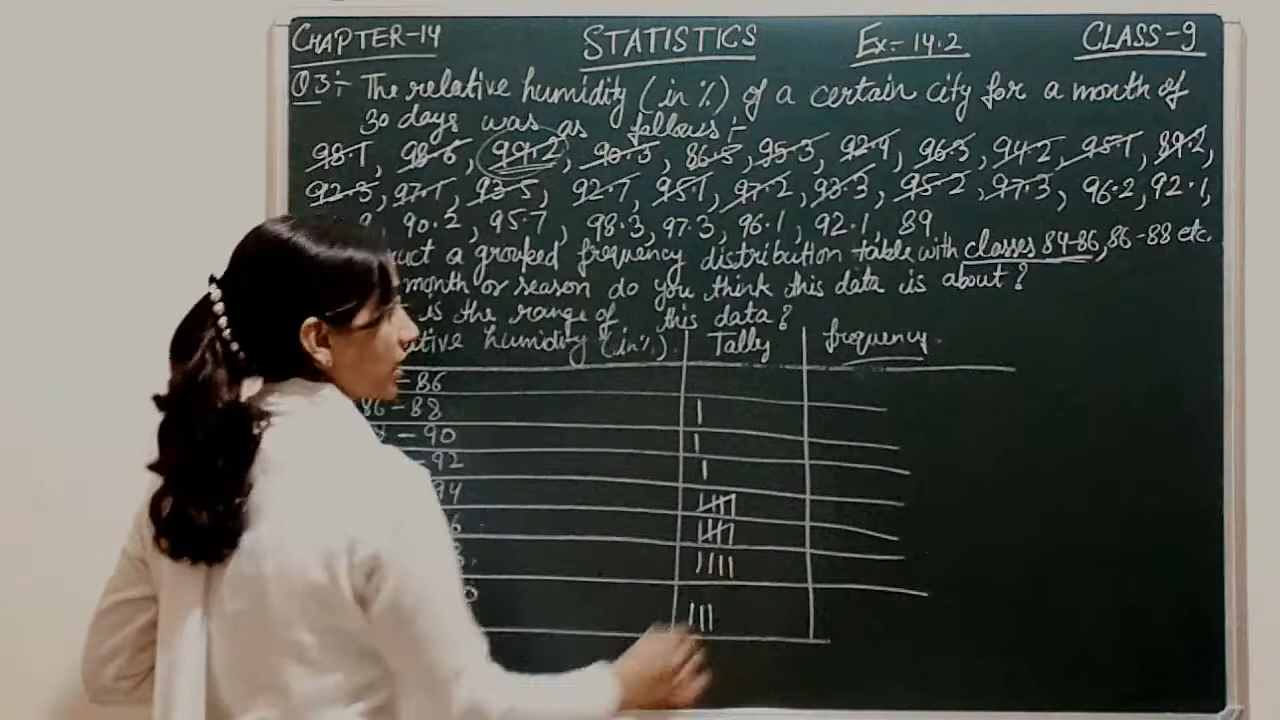 CHAPTER-14 STATISTICS Ex-14.2 CLASS-9
Q3:- The relative humidity (in %) of a certain city for a month of
30 days was as follows:-
98.1, 98.6, 99.2, 90.3, 86.5, 95.3, 92.9, 96.3, 94.2, 95.1, 89.2,
92.3, 97.1, 93.5, 92.7, 95.1, 97.2, 93.3, 95.2, 97.3, 96.2, 92.1,
90.2, 95.7, 98.3, 97.3, 96.1, 92.1, 89
a grouped frequency distribution table with classes 84-86, 86-88 etc.
month or season do you think this data is about?
is the range of this data?
humidity (in%). Tally frequency.
-86
86-88
-90
-92
94